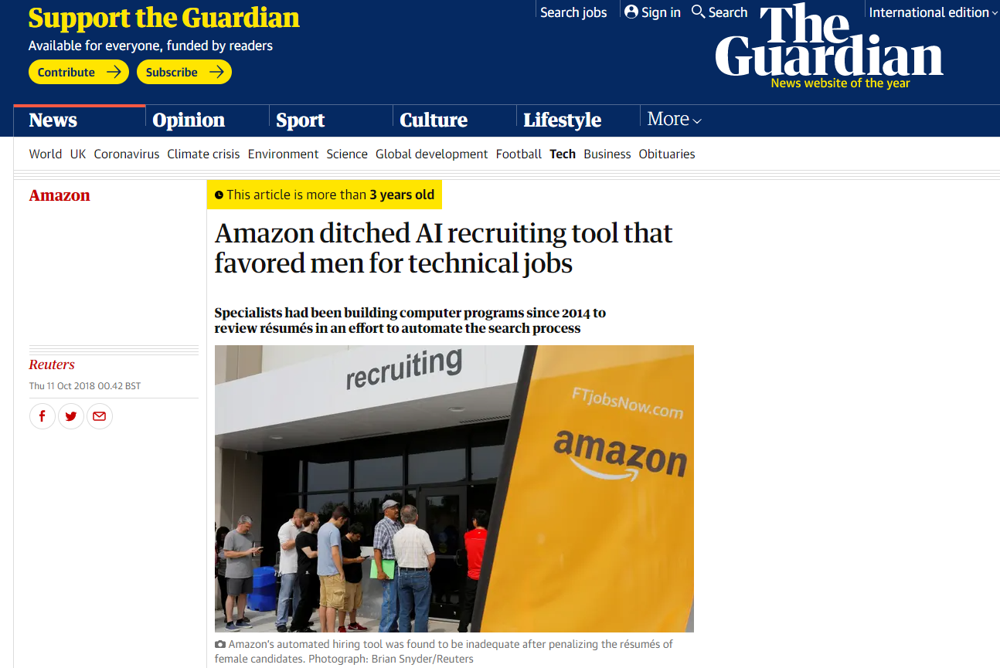 Support the Guardian
Available for everyone, funded by readers
Contribute
Subscribe
Search jobs
Sign in
Search
International edition
The
Guardian
News website of the year
News
Opinion
Sport
Culture
Lifestyle
More
World UK Coronavirus Climate crisis Environment Science Global development Football Tech Business Obituaries
Amazon
This article is more than 3 years old
Amazon ditched AI recruiting tool that
favored men for technical jobs
Specialists had been building computer programs since 2014 to
review résumés in an effort to automate the search process
Reuters
Thu 11 Oct 2018 00.42 BST
recruiting
FTjobsNow.com
amazon
Amazon's automated hiring tool was found to be inadequate after penalizing the résumés of
female candidates. Photograph: Brian Snyder/Reuters